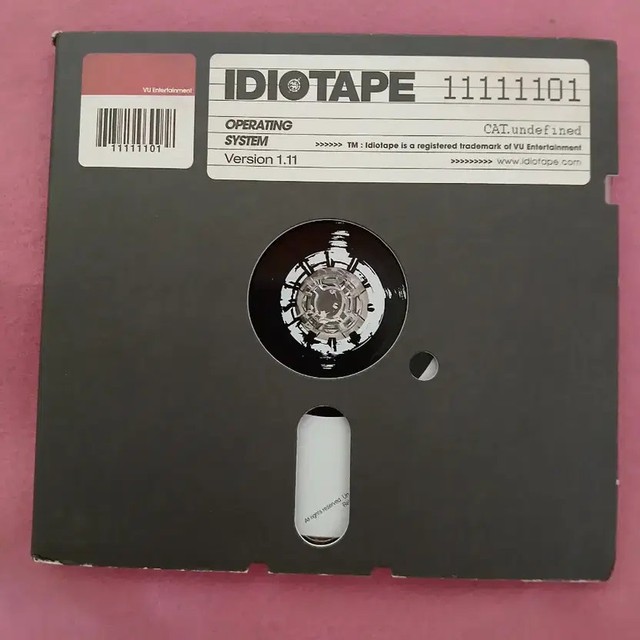 VU Entertainment
11111101
IDIOTAPE 11111101
OPERATING CAT.undefined
SYSTEM >>>>>> TM : Idiotape is a registered trademark of VU Entertainment
Version 1.11 >>>>>>>>> www.idiotape.com
All rights reserved.